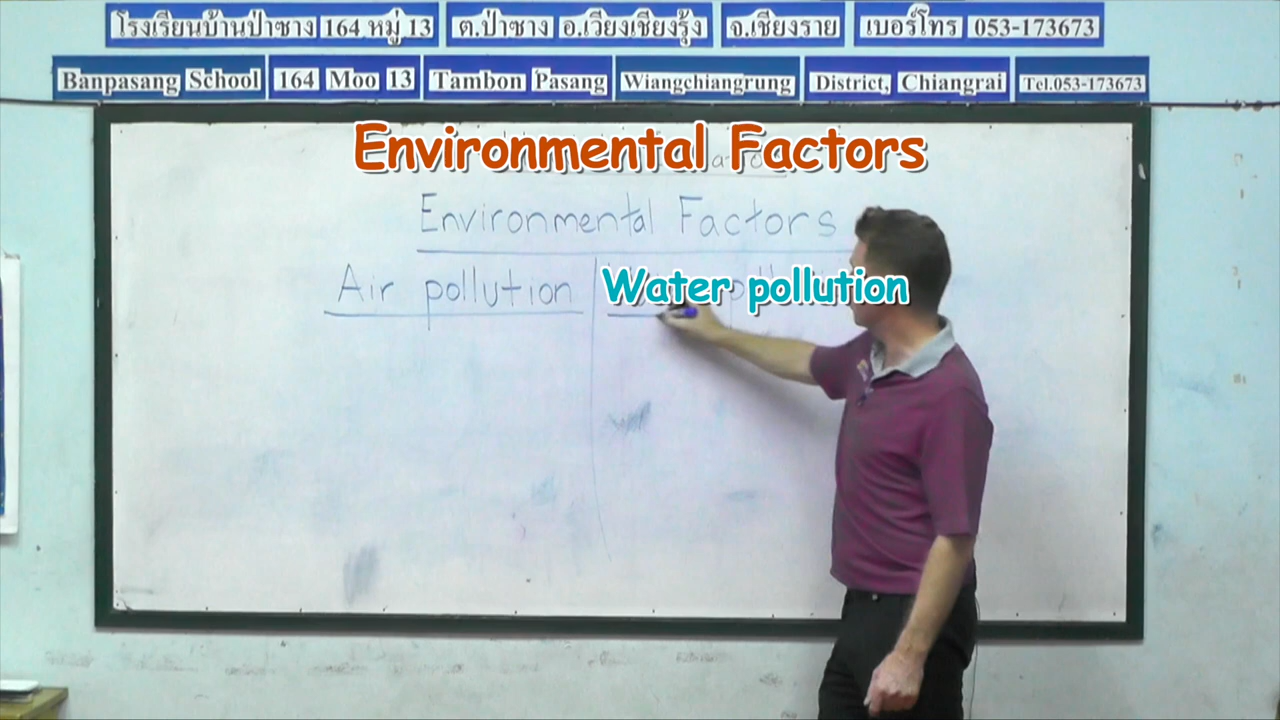 โรงเรียนบ้านป่าซาง 164 หมู่ 13 ต.ป่าซาง อ.เวียงเชียงรุ้ง จ.เชียงราย เบอร์โทร 053-173673
Banpasang School 164 Moo 13 Tambon Pasang Wiangchiangrung District, Chiangrai Tel.053-173673
Environmental Factors
Environmental Factors
Air pollution Water pollution